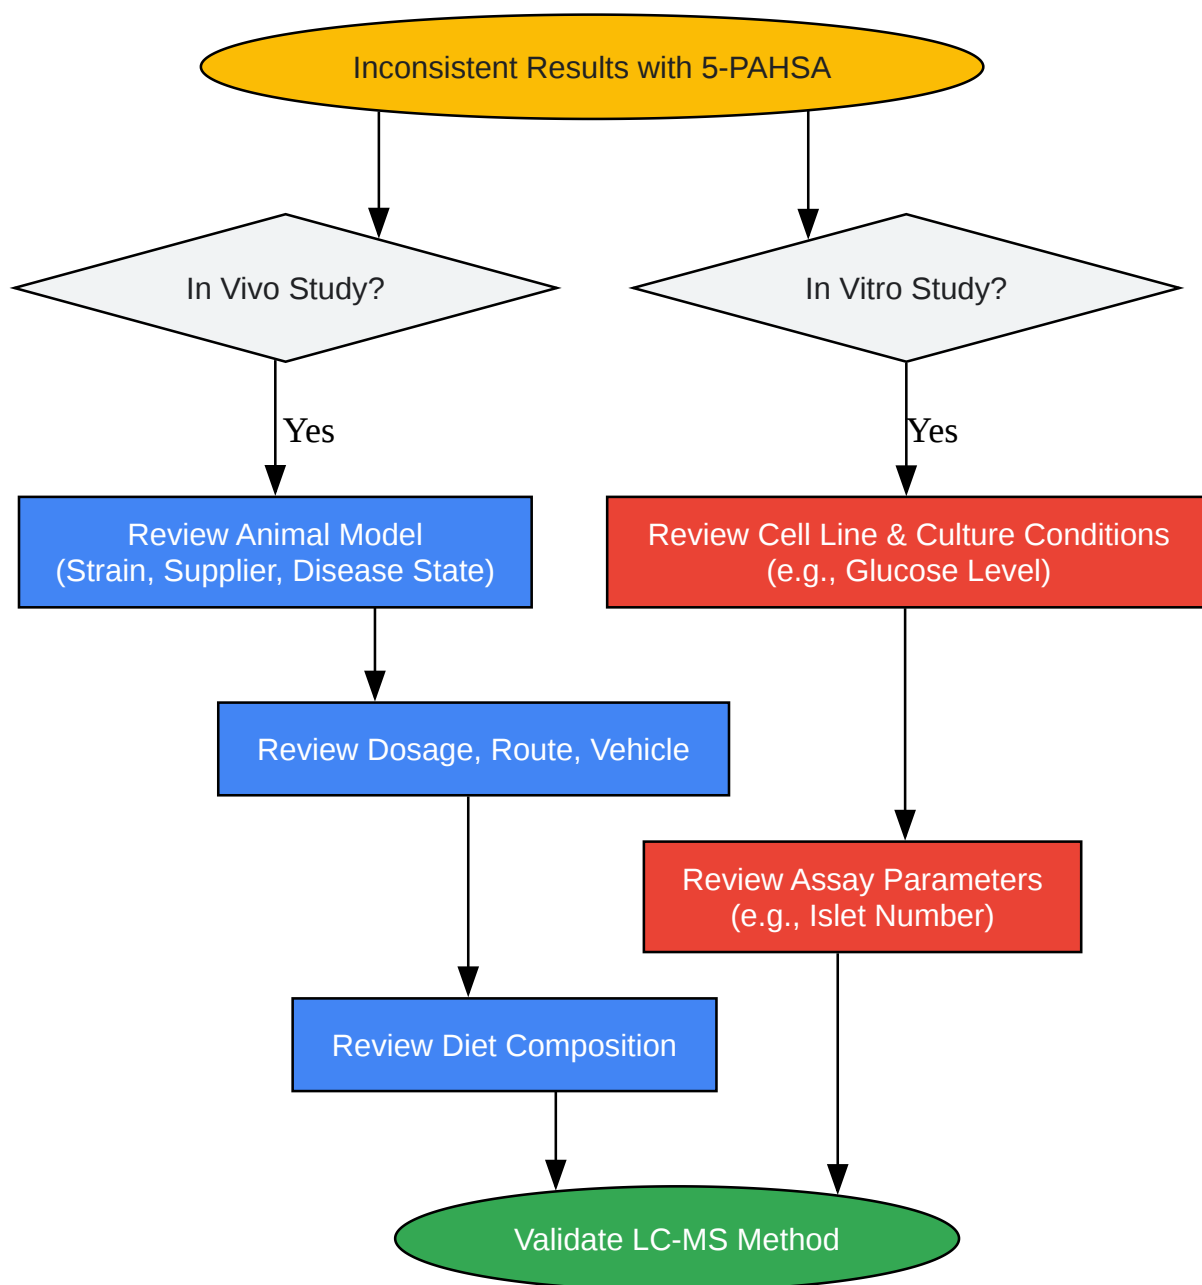 Inconsistent Results with 5-PAHSA
In Vivo Study?
In Vitro Study?
Yes
Yes
Review Animal Model
(Strain, Supplier, Disease State)
Review Cell Line & Culture Conditions
(e.g., Glucose Level)
Review Dosage, Route, Vehicle
Review Assay Parameters
(e.g., Islet Number)
Review Diet Composition
Validate LC-MS Method